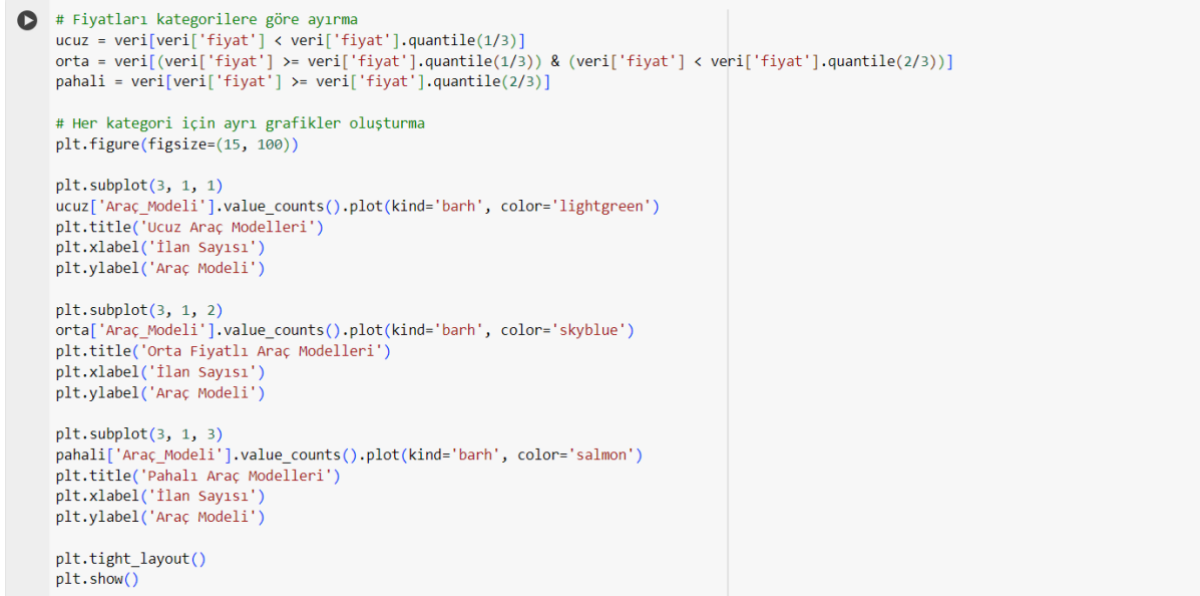 # Fiyatları kategorilere göre ayırma
ucuz = veri[veri['fiyat'] < veri['fiyat'].quantile(1/3)]
orta = veri[(veri['fiyat'] >= veri['fiyat'].quantile(1/3)) & (veri['fiyat'] < veri['fiyat'].quantile(2/3))]
pahali = veri[veri['fiyat'] >= veri['fiyat'].quantile(2/3)]
# Her kategori için ayrı grafikler oluşturma
plt.figure(figsize=(15, 100))
plt.subplot(3, 1, 1)
ucuz['Araç_Modeli'].value_counts().plot(kind='barh', color='lightgreen')
plt.title('Ucuz Araç Modelleri')
plt.xlabel('İlan Sayısı')
plt.ylabel('Araç Modeli')
plt.subplot(3, 1, 2)
orta['Araç_Modeli'].value_counts().plot(kind='barh', color='skyblue')
plt.title('Orta Fiyatlı Araç Modelleri')
plt.xlabel('İlan Sayısı')
plt.ylabel('Araç Modeli')
plt.subplot(3, 1, 3)
pahali['Araç_Modeli'].value_counts().plot(kind='barh', color='salmon')
plt.title('Pahalı Araç Modelleri')
plt.xlabel('İlan Sayısı')
plt.ylabel('Araç Modeli')
plt.tight_layout()
plt.show()